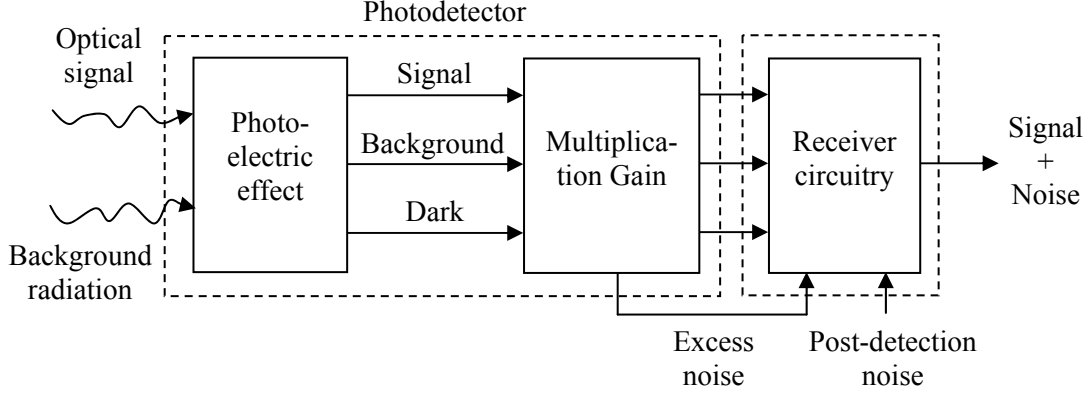 Photodetector
Optical
signal
Background
radiation
Photo-
electric
effect
Signal
Background
Dark
Multiplica-
tion Gain
Receiver
circuitry
Signal
+
Noise
Excess
noise
Post-detection
noise